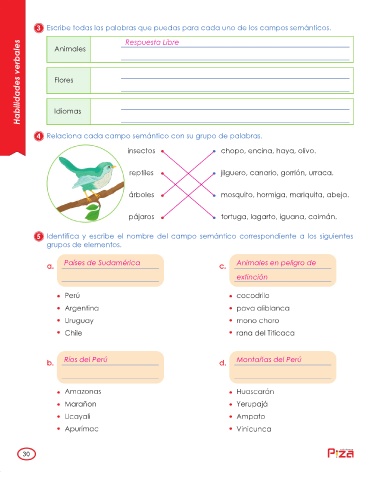 Habilidades verbales
3 Escribe todas las palabras que puedas para cada uno de los campos semánticos.
Animales
Respuesta Libre
Flores
Idiomas
4 Relaciona cada campo semántico con su grupo de palabras.
insectos
chopo, encina, haya, olivo.
reptiles
jilguero, canario, gorrión, urraca.
árboles
mosquito, hormiga, mariquita, abeja.
pájaros
tortuga, lagarto, iguana, caimán.
5 Identifica y escribe el nombre del campo semántico correspondiente a los siguientes
grupos de elementos.
a. Países de Sudamérica
• Perú
• Argentina
• Uruguay
• Chile
c. Animales en peligro de
extinción
• cocodrilo
• pava aliblanca
• mono choro
• rana del Titicaca
b. Ríos del Perú
• Amazonas
• Marañon
• Ucayali
• Apurímac
d. Montañas del Perú
• Huascarán
• Yerupajá
• Ampato
• Vinicunca
30